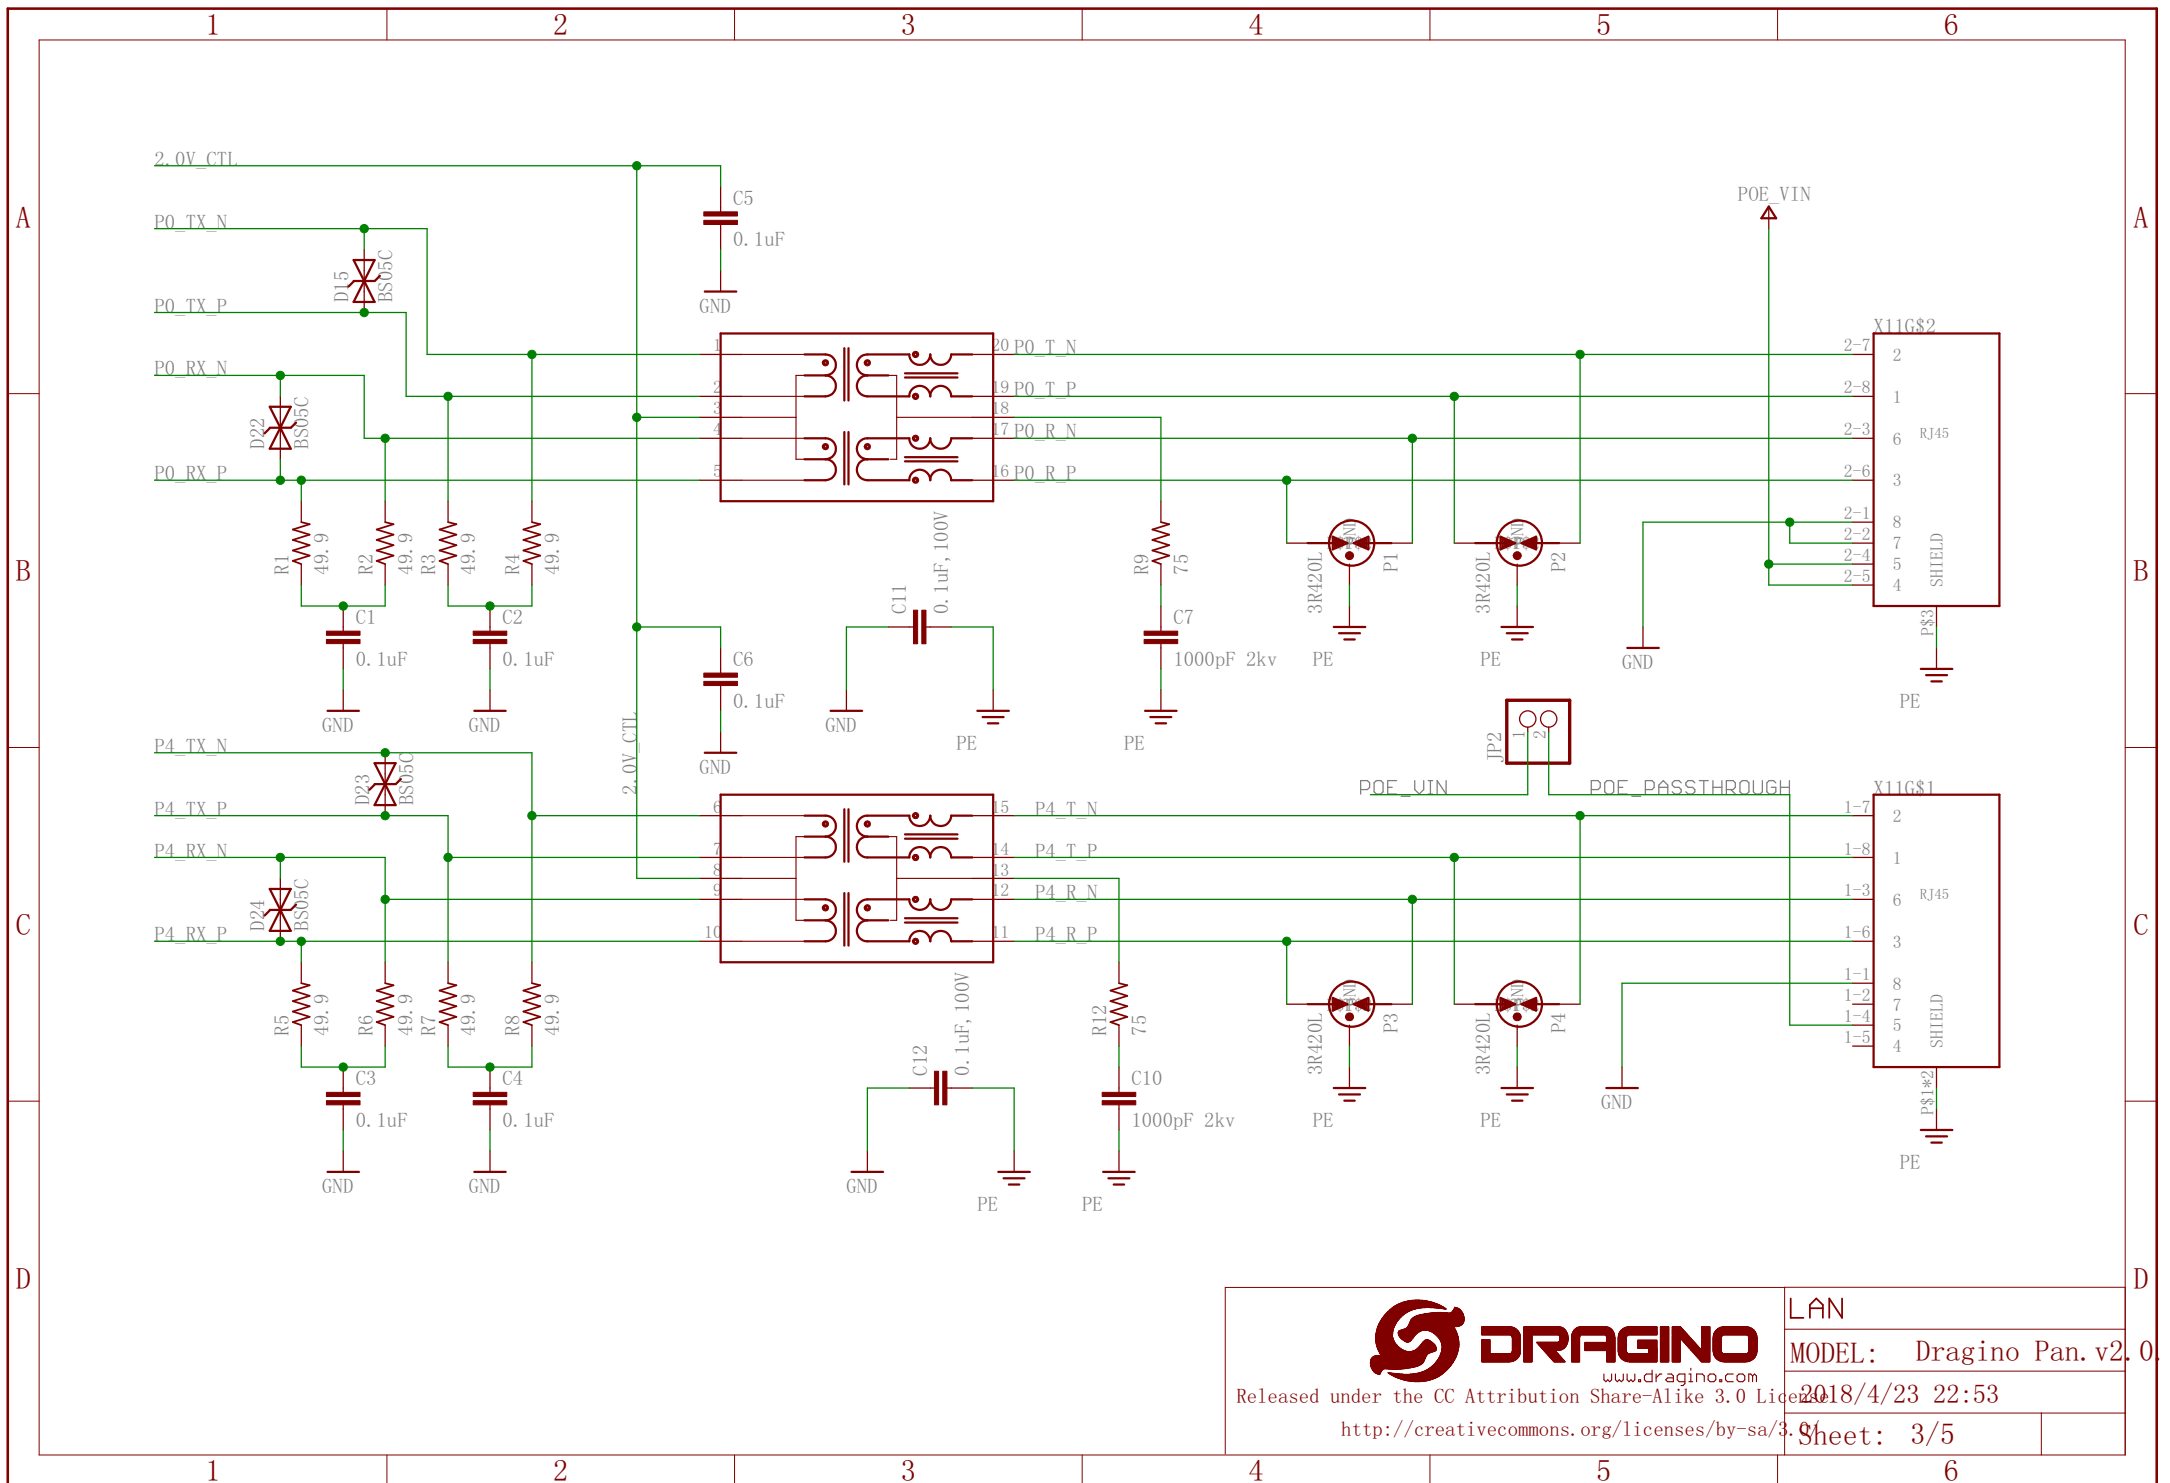 1 2 3 4 5 6
A A
B B
C C
D D
2.0V_CTL
P0_TX_N
P0_TX_P
P0_RX_N
P0_RX_P
D15
BS05C
D22
BS05C
C5
0.1uF
GND
1
2
3
4
5
20 P0_T_N
19 P0_T_P
18
17 P0_R_N
16 P0_R_P
R1
49.9
R2
49.9
R3
49.9
R4
49.9
C1
0.1uF
GND
C2
0.1uF
GND
C6
0.1uF
GND
2.0V_CTL
C11
0.1uF,100V
GND
PE
R9
75
C7
1000pF 2kv
PE
3R420L
P1
PE
3R420L
P2
PE
POE_VIN
X11G$2
2-7 2
2-8 1
2-3 6
RJ45
2-6 3
2-1 8
2-2 7
2-4 5
2-5 4
SHIELD
P$3
PE
GND
JP2
1
2
POE_VIN
POE_PASSTHROUGH
P4_TX_N
P4_TX_P
P4_RX_N
P4_RX_P
D23
BS05C
D24
BS05C
6
7
8
9
10
15 P4_T_N
14 P4_T_P
13
12 P4_R_N
11 P4_R_P
R5
49.9
R6
49.9
R7
49.9
R8
49.9
C3
0.1uF
GND
C4
0.1uF
GND
C12
0.1uF,100V
GND
PE
R12
75
C10
1000pF 2kv
PE
3R420L
P3
PE
3R420L
P4
PE
X11G$1
1-7 2
1-8 1
1-3 6
RJ45
1-6 3
1-1 8
1-2 7
1-4 5
1-5 4
SHIELD
P$1*2
PE
GND
DRAGINO
www.dragino.com
Released under the CC Attribution Share-Alike 3.0 License
http://creativecommons.org/licenses/by-sa/3.0/
LAN
MODEL: Dragino Pan.v2.0.
2018/4/23 22:53
Sheet: 3/5
1 2 3 4 5 6